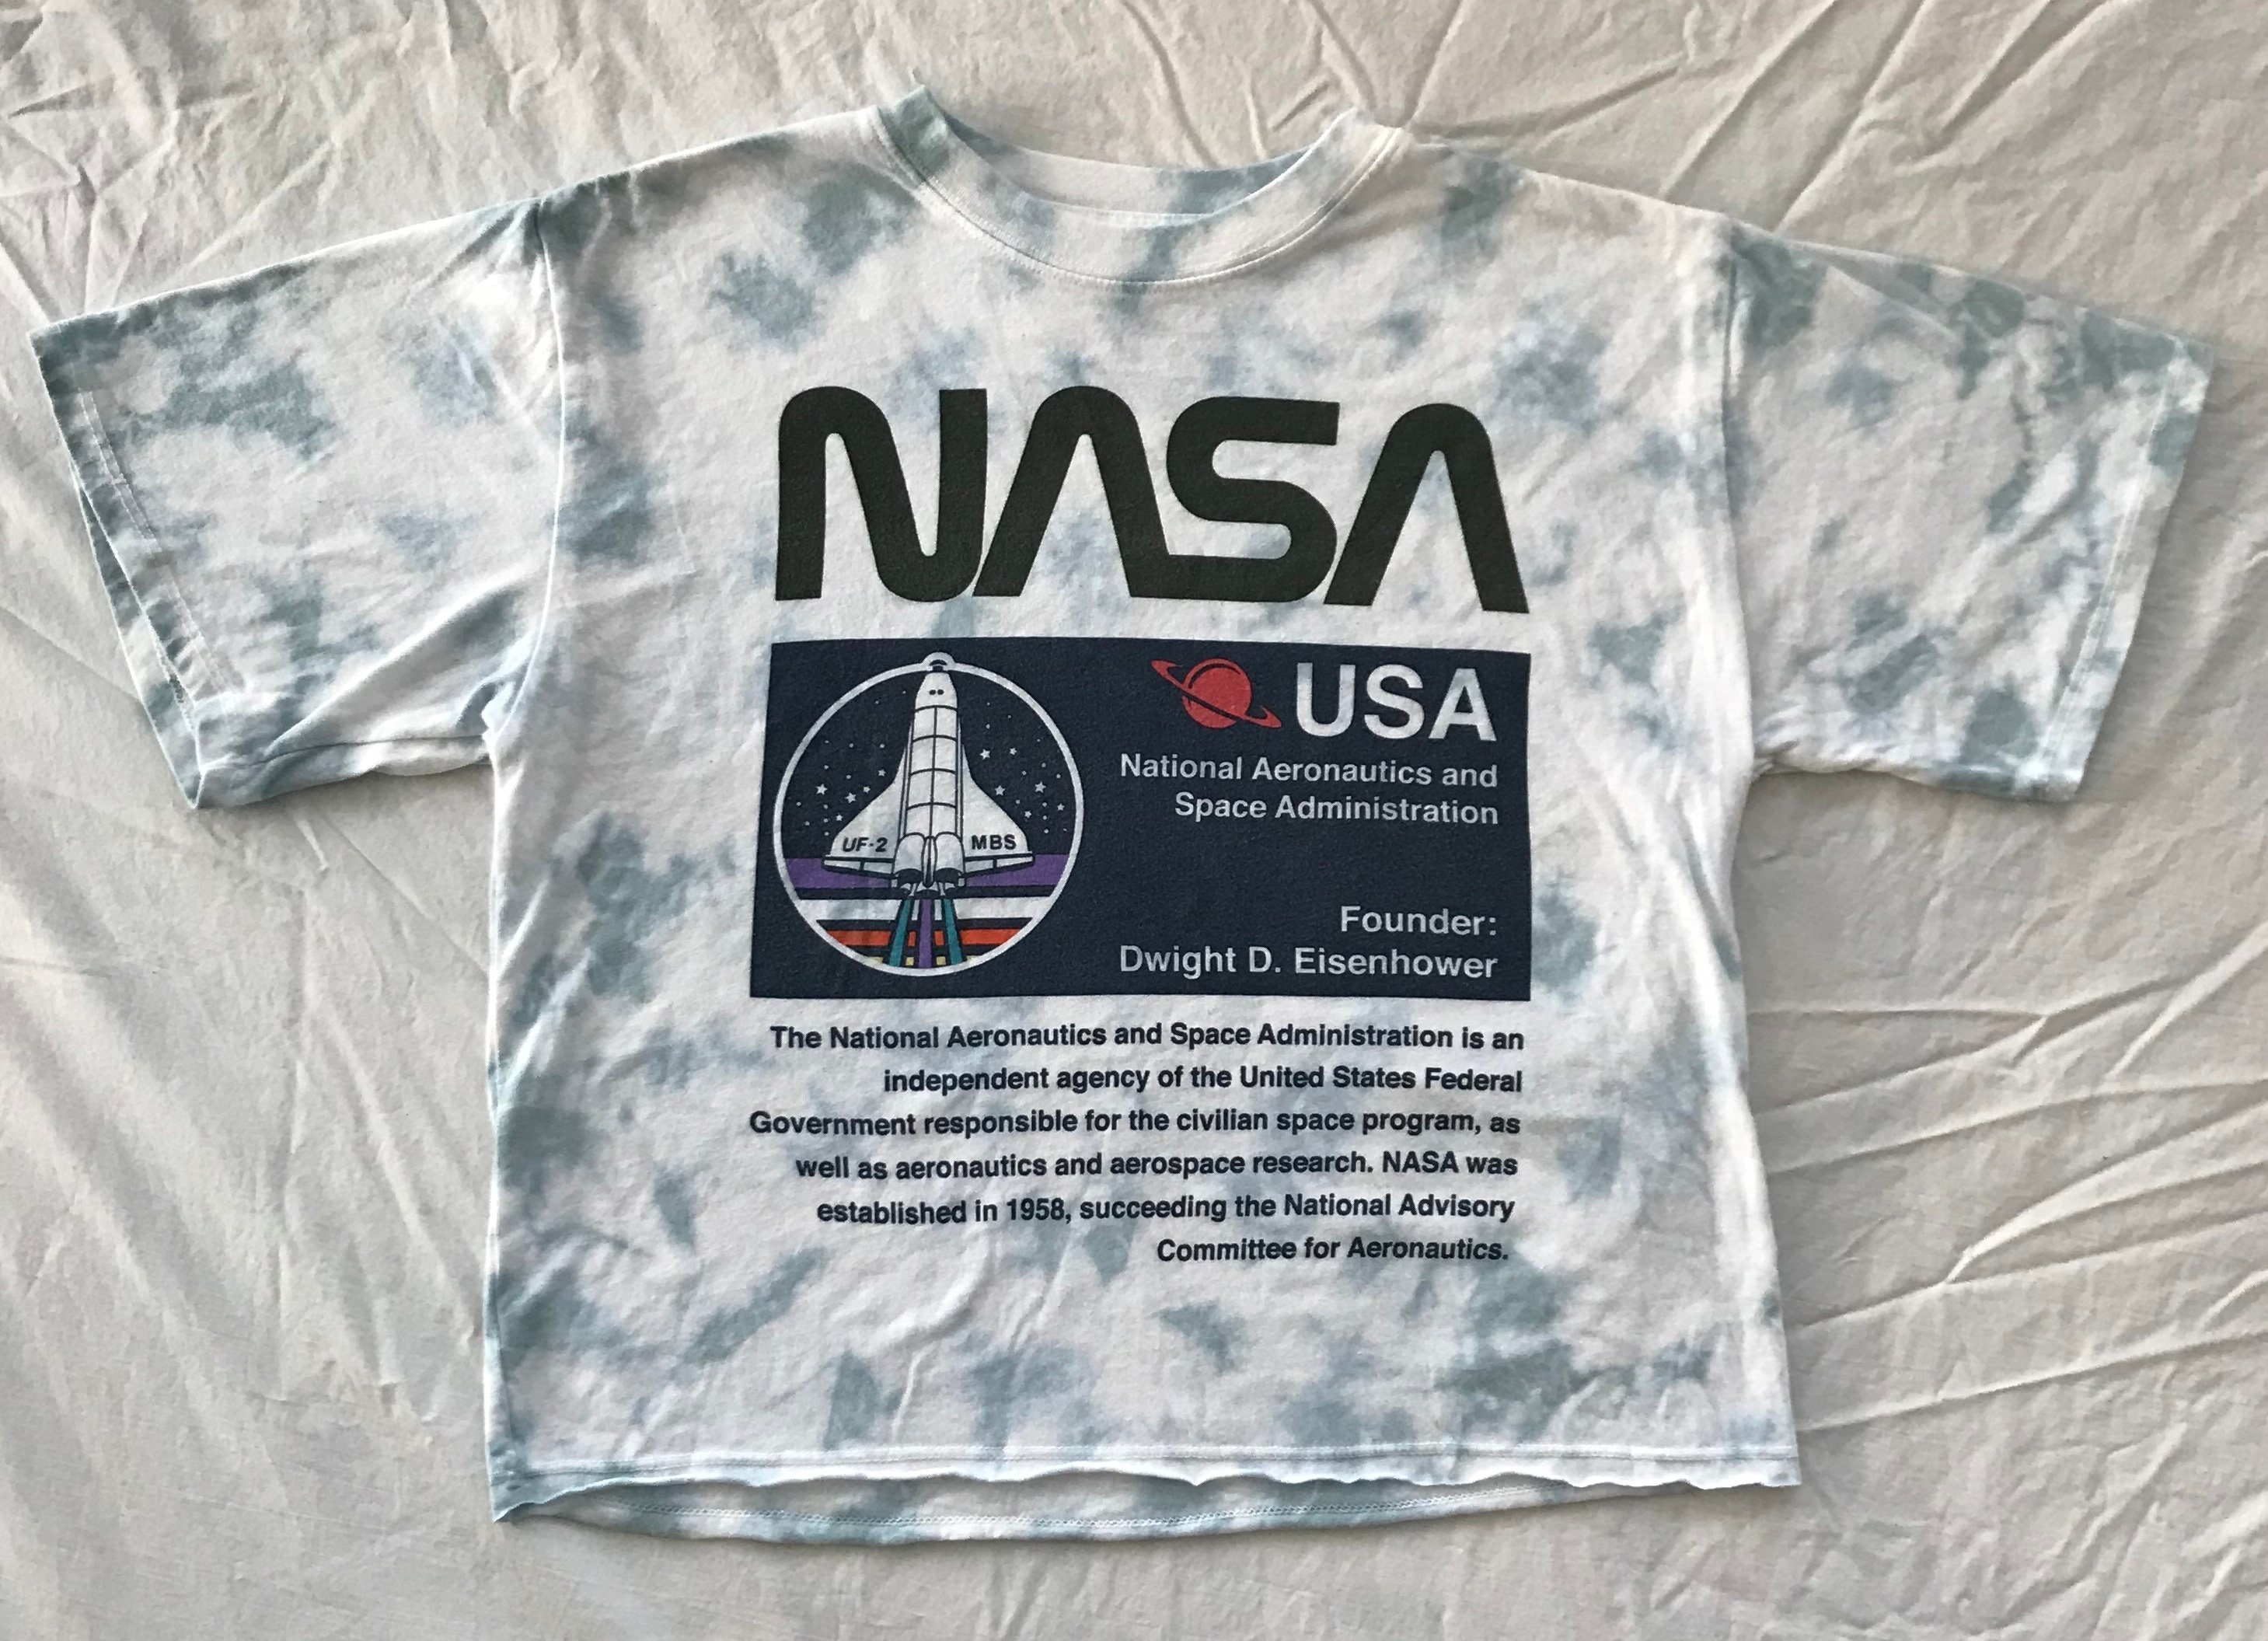 NASA
UF-2 MBS
USA
National Aeronautics and
Space Administration
Founder:
Dwight D. Eisenhower
The National Aeronautics and Space Administration is an
independent agency of the United States Federal
Government responsible for the civilian space program, as
well as aeronautics and aerospace research. NASA was
established in 1958, succeeding the National Advisory
Committee for Aeronautics.